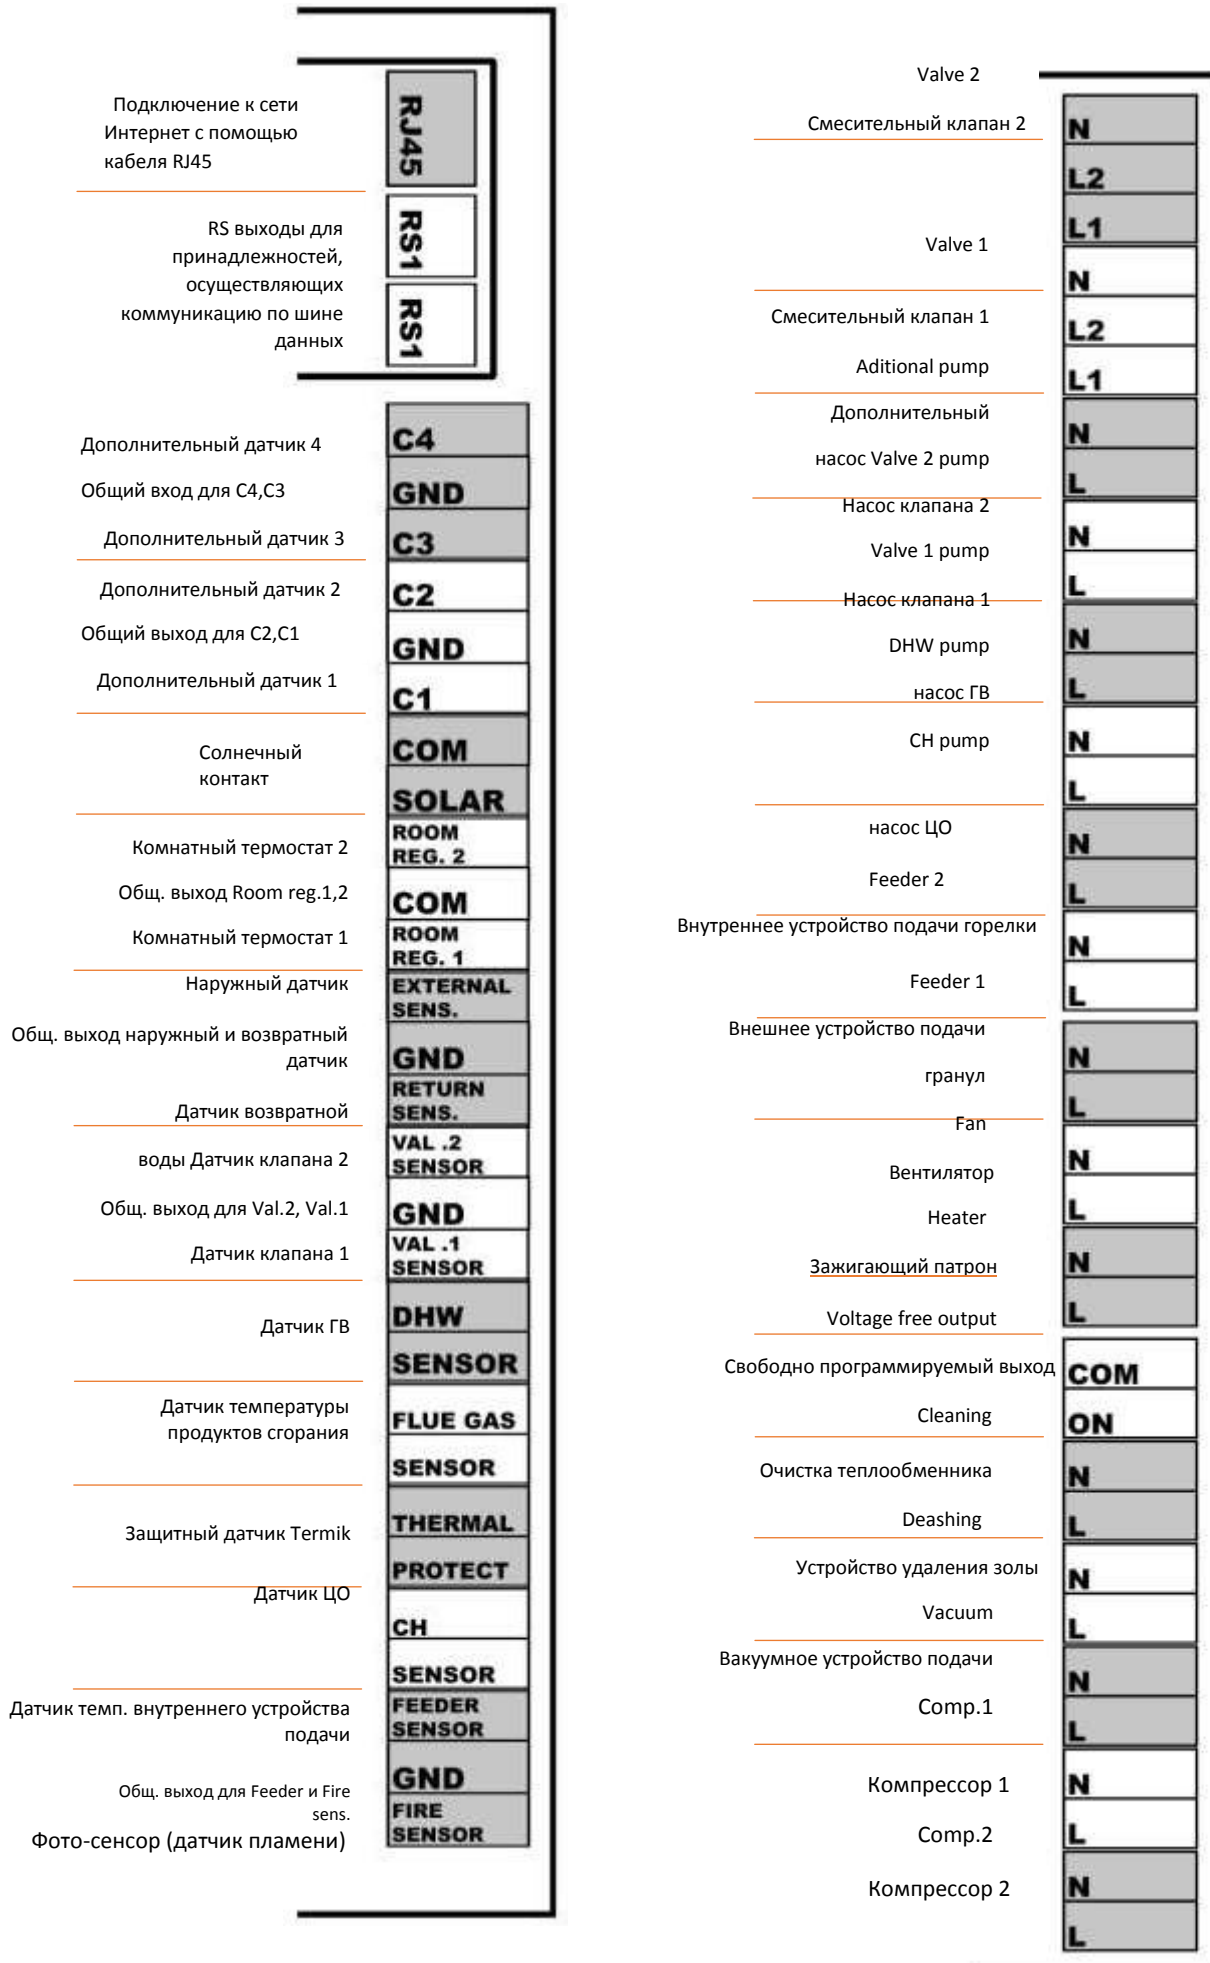 Подключение к сети
Интернет с помощью
кабеля RJ45
RJ45
RS выходы для
принадлежностей,
осуществляющих
коммуникацию по шине
данных
RS1
RS1
Дополнительный датчик 4
C4
Общий вход для C4,C3
GND
Дополнительный датчик 3
C3
Дополнительный датчик 2
C2
Общий выход для C2,C1
GND
Дополнительный датчик 1
C1
Солнечный
контакт
COM
SOLAR
Комнатный термостат 2
ROOM
REG. 2
Общ. выход Room reg.1,2
COM
Комнатный термостат 1
ROOM
REG. 1
Наружный датчик
EXTERNAL
SENS.
Общ. выход наружный и возвратный
датчик
GND
Датчик возвратной
RETURN
SENS.
воды Датчик клапана 2
VAL .2
SENSOR
Общ. выход для Val.2, Val.1
GND
Датчик клапана 1
VAL .1
SENSOR
Датчик ГВ
DHW
SENSOR
Датчик температуры
продуктов сгорания
FLUE GAS
SENSOR
Защитный датчик Termik
THERMAL
PROTECT
Датчик ЦО
CH
SENSOR
Датчик темп. внутреннего устройства
подачи
FEEDER
SENSOR
GND
Общ. выход для Feeder и Fire
sens.
Фото-сенсор (датчик пламени)
FIRE
SENSOR
Valve 2
Смесительный клапан 2
N
L2
L1
Valve 1
N
Смесительный клапан 1
L2
Aditional pump
L1
Дополнительный
N
насос Valve 2 pump
L
Насос клапана 2
N
Valve 1 pump
L
Насос клапана 1
N
DHW pump
L
насос ГВ
N
CH pump
L
насос ЦО
N
Feeder 2
L
Внутреннее устройство подачи горелки
N
Feeder 1
L
Внешнее устройство подачи
N
гранул
L
Fan
N
Вентилятор
L
Heater
N
Зажигающий патрон
L
Voltage free output
Свободно программируемый выход
COM
Cleaning
ON
Очистка теплообменника
N
Deashing
L
Устройство удаления золы
N
Vacuum
L
Вакуумное устройство подачи
N
Comp.1
L
Компрессор 1
N
Comp.2
L
Компрессор 2
N
L